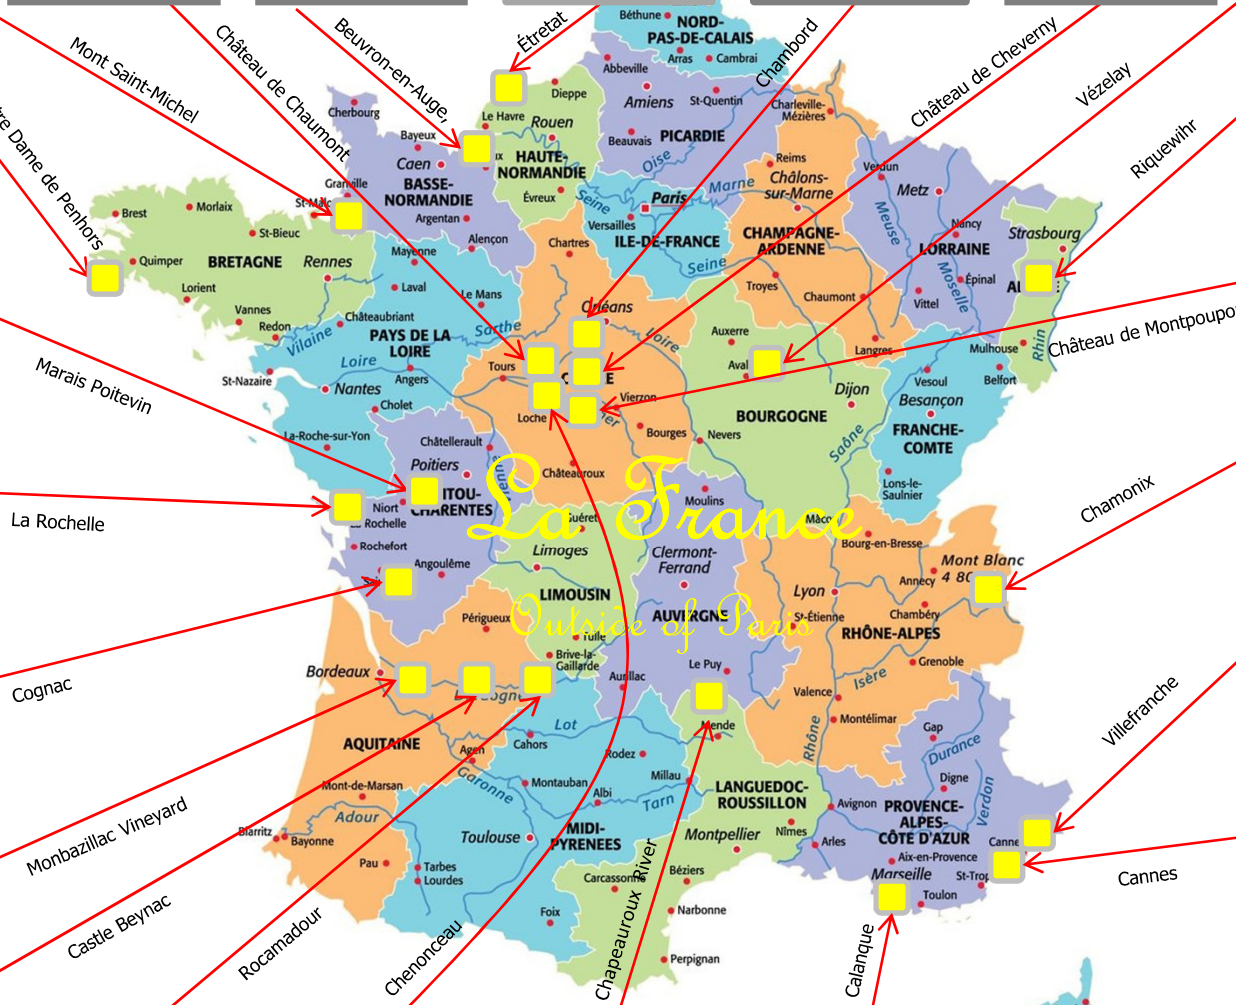 Béthune
NORD-
PAS-DE-CALAIS
Arras
Cambrai
Étretat
Chambord
Château de Cheverny
Beuvron-en-Auge,
Château de Chaumont
Mont Saint-Michel
Vézelay
Riquewihr
Dame de Penhors
Abbeville
Dieppe
Amiens
St-Quentin
Charleville-
Mézières
Cherbourg
Le Havre
Rouen
Bayeux
Beauvais
PICARDIE
Oise
Caen
HAUTE-
NORMANDIE
Reims
Verdun
Metz
Châlons-
sur-Marne
Granville
BASSE-
NORMANDIE
Évreux
Seine
Paris
Marne
Meuse
Brest
Morlaix
Argentan
Versailles
ILE-DE-FRANCE
CHAMPAGNE-
ARDENNE
Nancy
LORRAINE
Strasbourg
St-Bieuc
Alençon
Chartres
Quimper
BRETAGNE
Rennes
Mayenne
Seine
Troyes
Chaumont
Moselle
Épinal
Vittel
Lorient
Laval
Le Mans
Vannes
Redon
Châteaubriant
Orléans
Vilaine
PAYS DE LA
LOIRE
Sarthe
Loire
Auxerre
Langres
Mulhouse
Rhin
Château de Montpoupo
Loire
Tours
St-Nazaire
Nantes
Angers
Cholet
Vesoul
Belfort
Besançon
Marais Poitevin
Loche
Vierzon
Dijon
BOURGOGNE
FRANCHE-
COMTE
La-Roche-sur-Yon
Châtellerault
Bourges
Nevers
Saône
Poitiers
Châteauroux
Lons-le-
Saulnier
ITOU-
CHARENTES
Niort
La Rochelle
Rochelle
Moulins
La France
Chamonix
Guéret
Mâcon
Bourg-en-Bresse
Rochefort
Angoulême
Limoges
Clermont-
Ferrand
Mont Blanc
Annecy
LIMOUSIN
Lyon
Chambéry
AUVERGNE
Outside of Paris
St-Étienne
RHÔNE-ALPES
Périgueux
Tulle
Cognac
Brive-la-
Gaillarde
Bordeaux
Aurillac
Le Puy
Grenoble
Isère
Valence
Villefranche
Lot
Mende
Montélimar
Gap
Rhône
AQUITAINE
Agen
Cahors
Rodez
Durance
Garonne
Montauban
Millau
Digne
Mont-de-Marsan
Albi
Tarn
LANGUEDOC-
ROUSSILLON
Avignon
PROVENCE-
ALPES-
CÔTE D'AZUR
Verdon
Adour
Biarritz
Bayonne
Toulouse
MIDI-
PYRENEES
Montpellier
Nîmes
Arles
Monbazillac Vineyard
Pau
Tarbes
Lourdes
Carcassonne
Béziers
Aix-en-Provence
Marseille
Toulon
Cannes
Castle Beynac
Rocamadour
Chenonceau
Foix
Chapeauroux River
Narbonne
Perpignan
Calanque